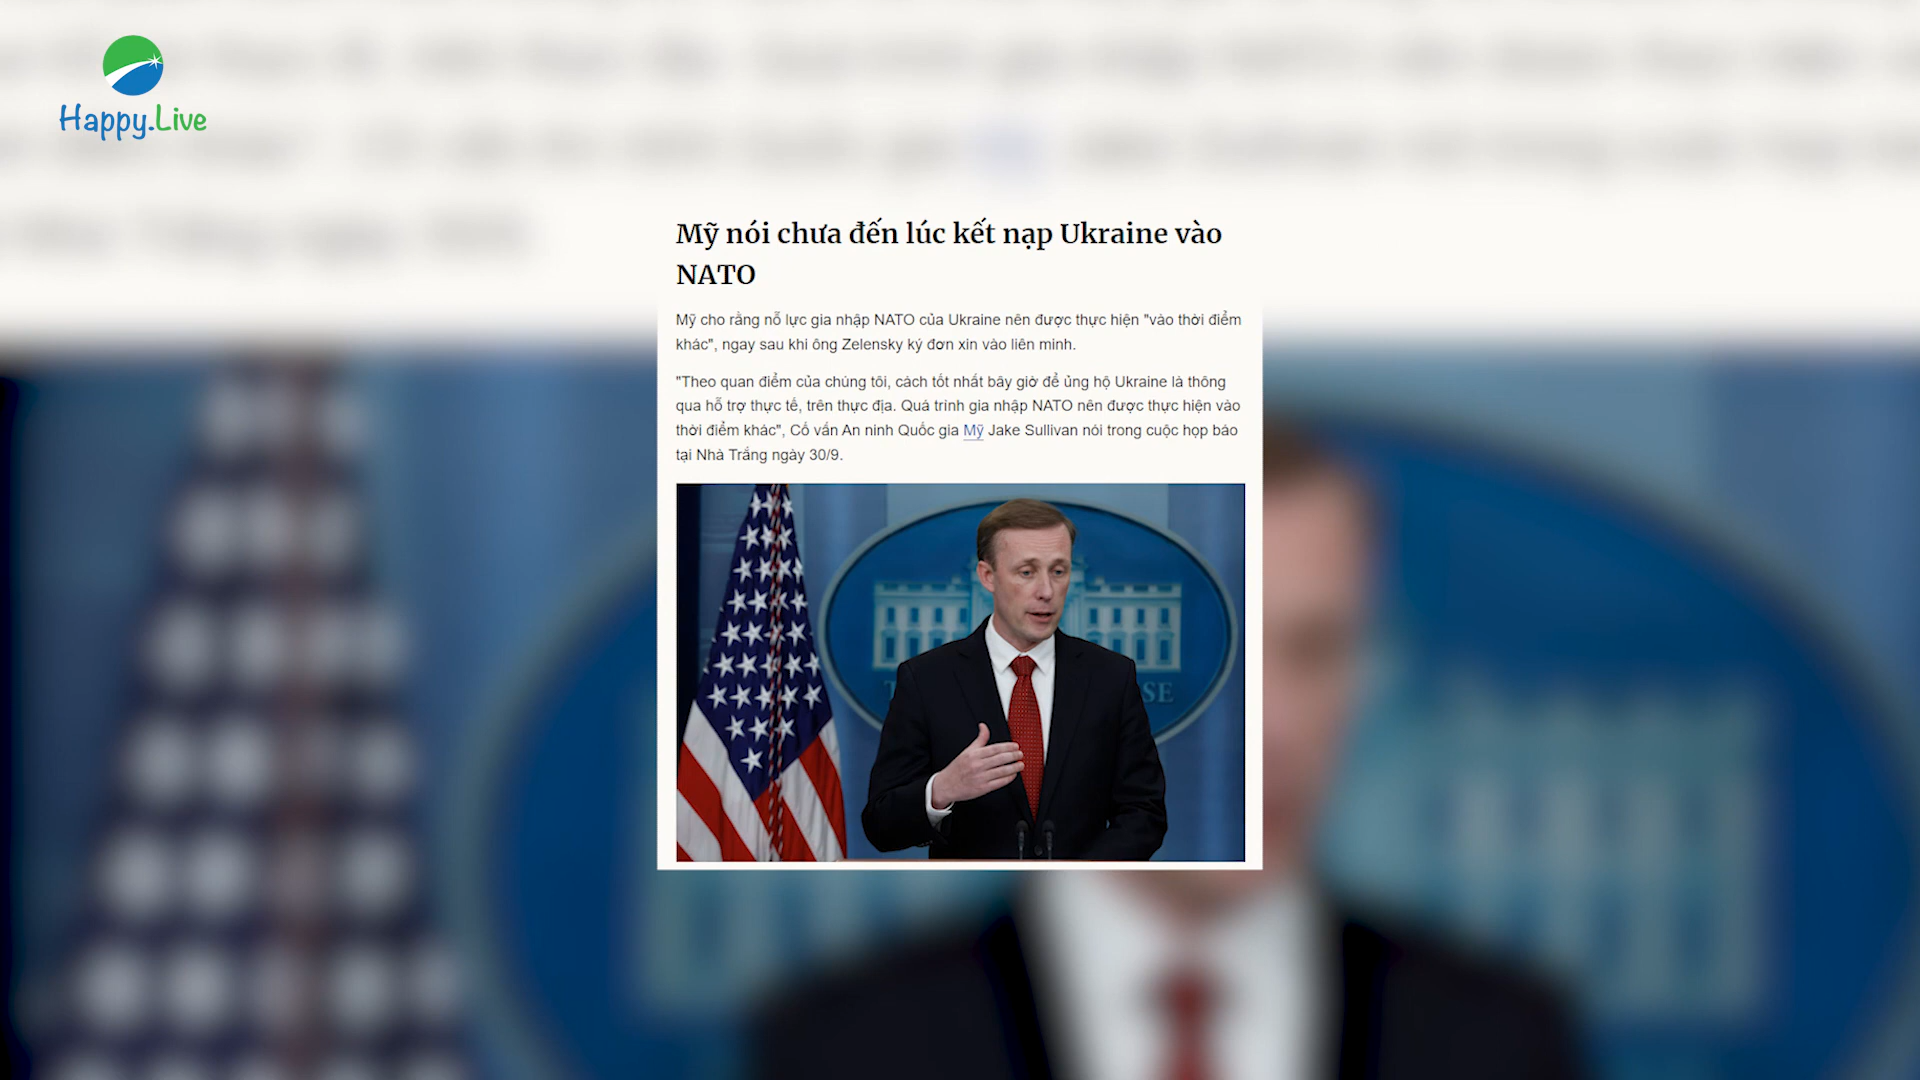 Happy.Live
Mỹ nói chưa đến lúc kết nạp Ukraine vào
NATO
Mỹ cho rằng nỗ lực gia nhập NATO của Ukraine nên được thực hiện "vào thời điểm
khác", ngay sau khi ông Zelensky ký đơn xin vào liên minh.
"Theo quan điểm của chúng tôi, cách tốt nhất bây giờ để ủng hộ Ukraine là thông
qua hỗ trợ thực tế, trên thực địa. Quá trình gia nhập NATO nên được thực hiện vào
thời điểm khác", Cố vấn An ninh Quốc gia Mỹ Jake Sullivan nói trong cuộc họp báo
tại Nhà Trắng ngày 30/9.